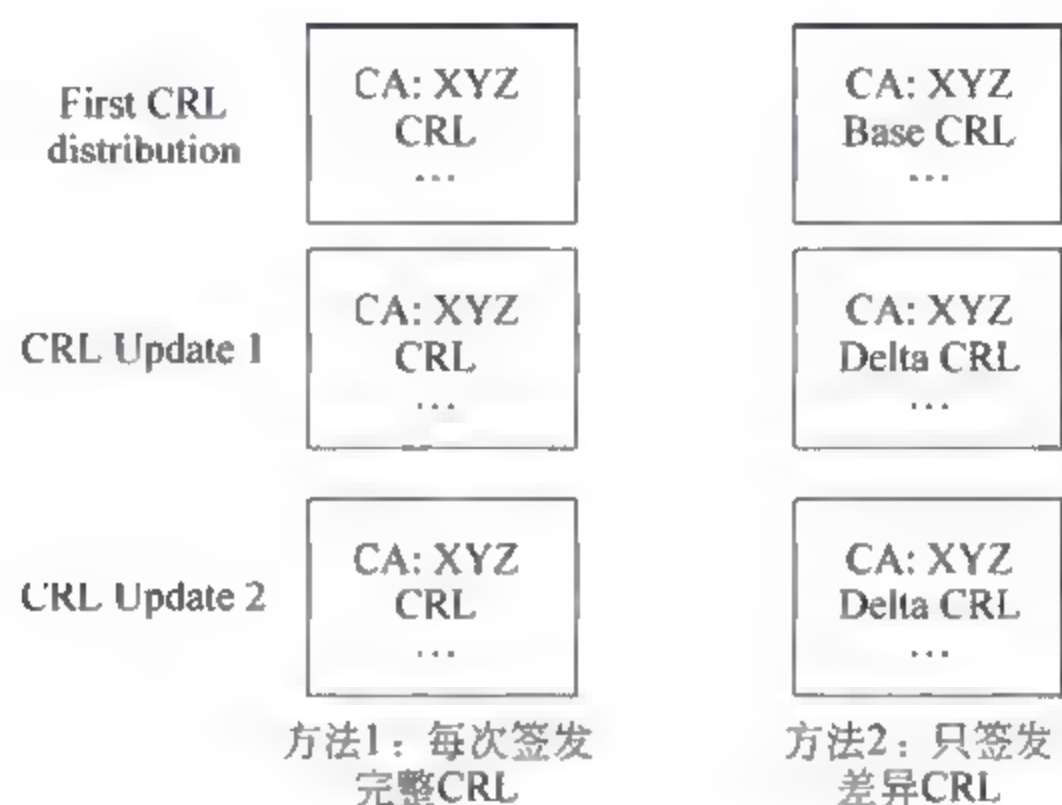 First CRL
distribution
CA: XYZ
CRL
...
CA: XYZ
Base CRL
...
CRL Update 1
CA: XYZ
CRL
...
CA: XYZ
Delta CRL
...
CRL Update 2
CA: XYZ
CRL
...
CA: XYZ
Delta CRL
...
方法1：每次签发
完整CRL
方法2：只签发
差异CRL